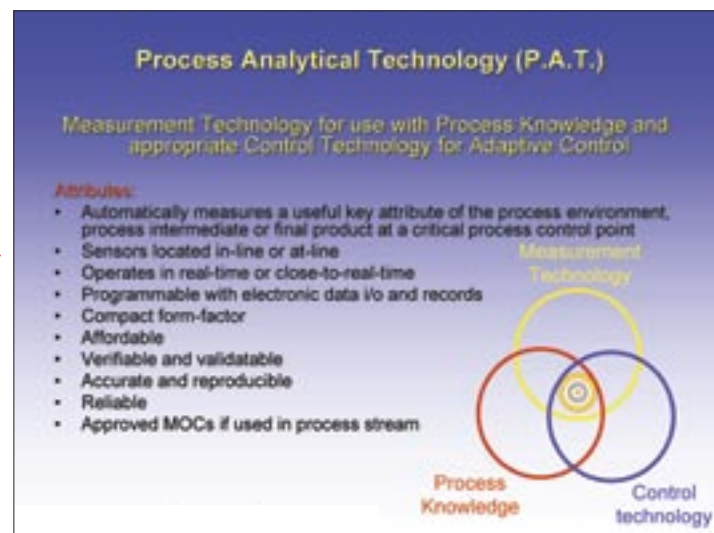 Process Analytical Technology (P.A.T.)
Measurement Technology for use with Process Knowledge and
appropriate Control Technology for Adaptive Control
Attributes:
• Automatically measures a useful key attribute of the process environment,
process intermediate or final product at a critical process control point
• Sensors located in-line or at-line
• Operates in real-time or close-to-real-time
• Programmable with electronic data i/o and records
• Compact form-factor
• Affordable
• Verifiable and validatable
• Accurate and reproducible
• Reliable
• Approved MOCs if used in process stream
Measurement
Technology
Process
Knowledge
Control
technology